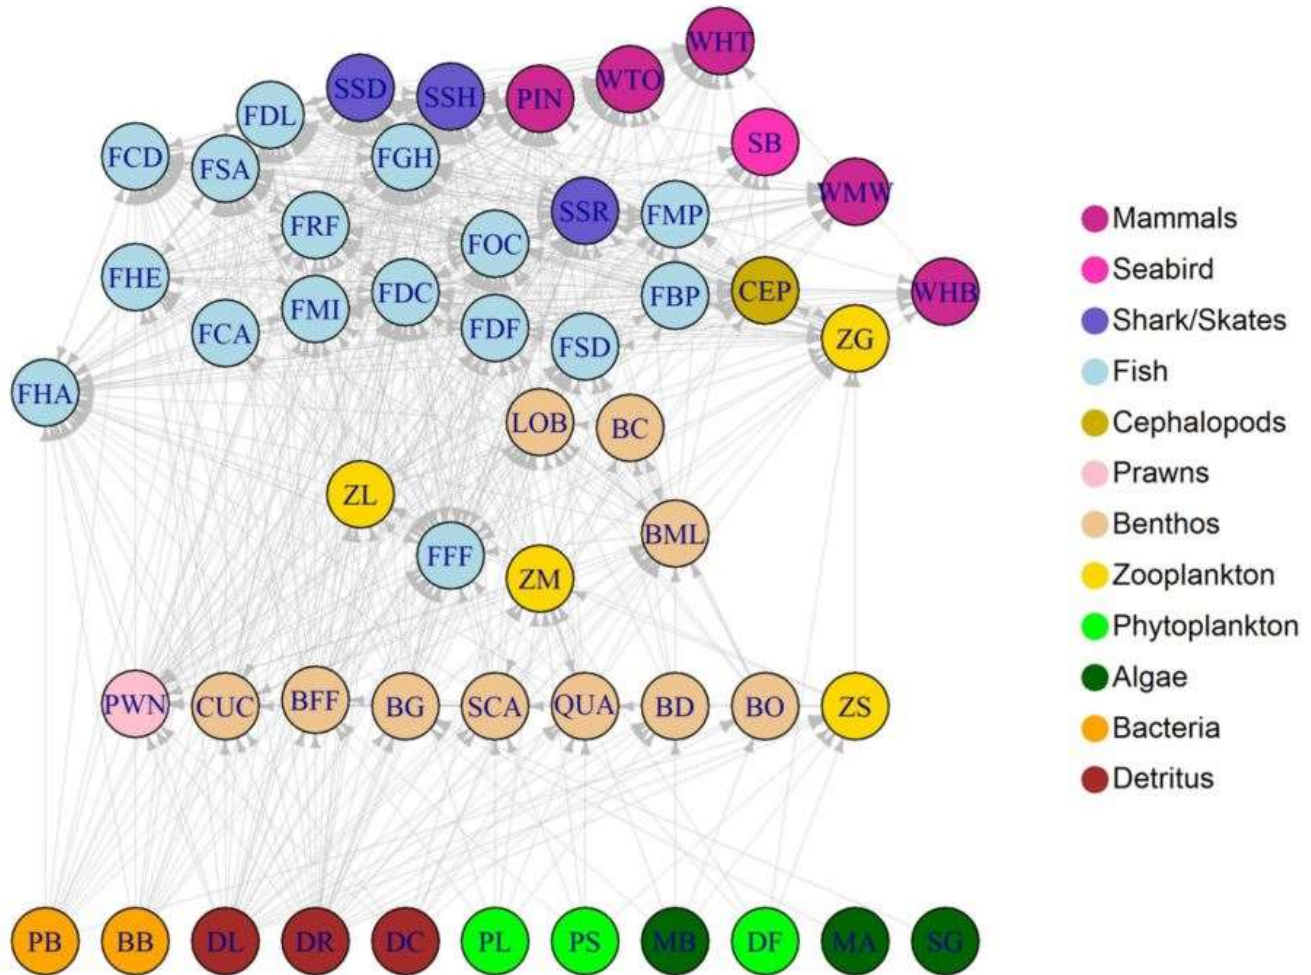 WHT
WTO
SSD
SSH
PIN
FDL
SB
FCD
FSA
FGH
WMW
SSR
FMP
FRF
FOC
FHE
FMI
FDC
FBP
CEP
WHB
FCA
FDF
FSD
ZG
FHA
LOB
BC
ZL
FFF
ZM
BML
PWN CUC BFF BG SCA QUA BD BO ZS
PB BB DL DR DC PL PS MB DF MA SG
Mammals
Seabird
Shark/Skates
Fish
Cephalopods
Prawns
Benthos
Zooplankton
Phytoplankton
Algae
Bacteria
Detritus